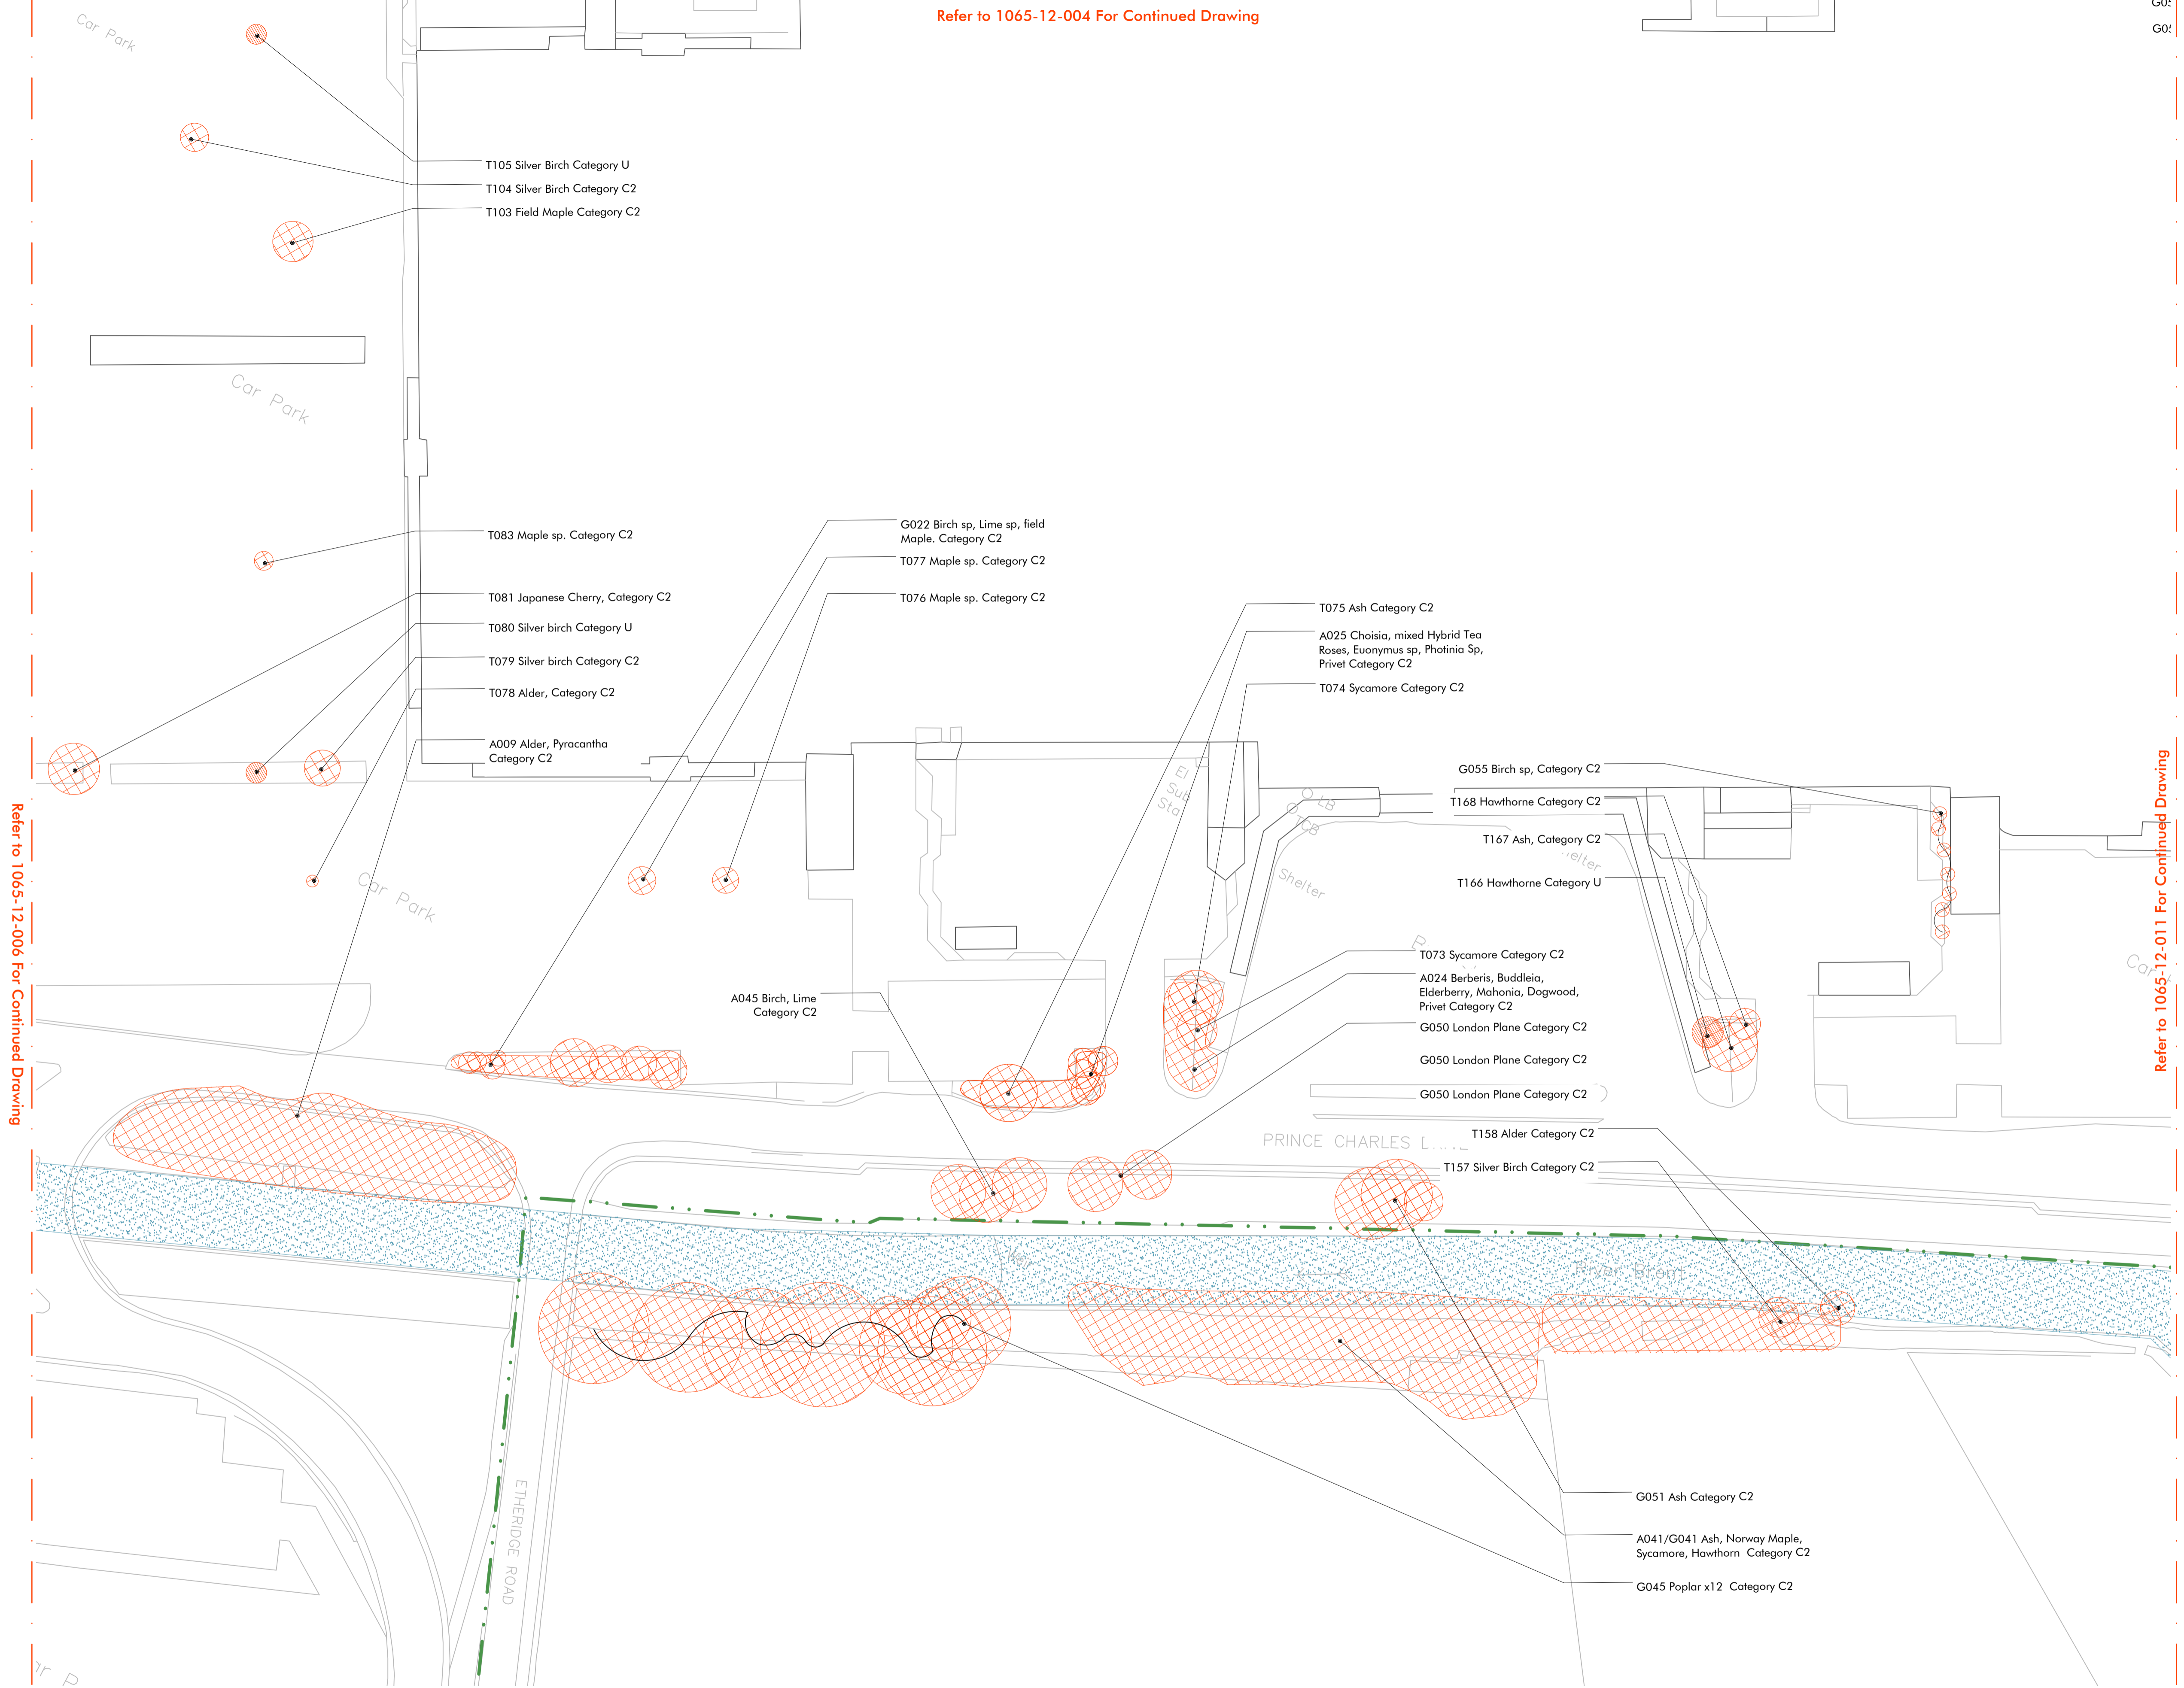 Refer to 1065-12-004 For Continued Drawing
Car Park
T105 Silver Birch Category U
T104 Silver Birch Category C2
T103 Field Maple Category C2
Car Park
T083 Maple sp. Category C2
T081 Japanese Cherry, Category C2
T080 Silver birch Category U
T079 Silver birch Category C2
T078 Alder, Category C2
A009 Alder, Pyracantha
Category C2
G022 Birch sp, Lime sp, field
Maple. Category C2
T077 Maple sp. Category C2
T076 Maple sp. Category C2
T075 Ash Category C2
A025 Choisia, mixed Hybrid Tea
Roses, Euonymus sp, Photinia Sp,
Privet Category C2
T074 Sycamore Category C2
G055 Birch sp, Category C2
T168 Hawthorne Category C2
T167 Ash, Category C2
T166 Hawthorne Category U
El
Sub
Sta
LB
TCB
Shelter
Car Park
T073 Sycamore Category C2
A024 Berberis, Buddleia,
Elderberry, Mahonia, Dogwood,
Privet Category C2
G050 London Plane Category C2
G050 London Plane Category C2
G050 London Plane Category C2
A045 Birch, Lime
Category C2
T158 Alder Category C2
T157 Silver Birch Category C2
PRINCE CHARLES
River
ETHERIDGE ROAD
G051 Ash Category C2
A041/G041 Ash, Norway Maple,
Sycamore, Hawthorn Category C2
G045 Poplar x12 Category C2
Refer to 1065-12-006 For Continued Drawing
Refer to 1065-12-011 For Continued Drawing